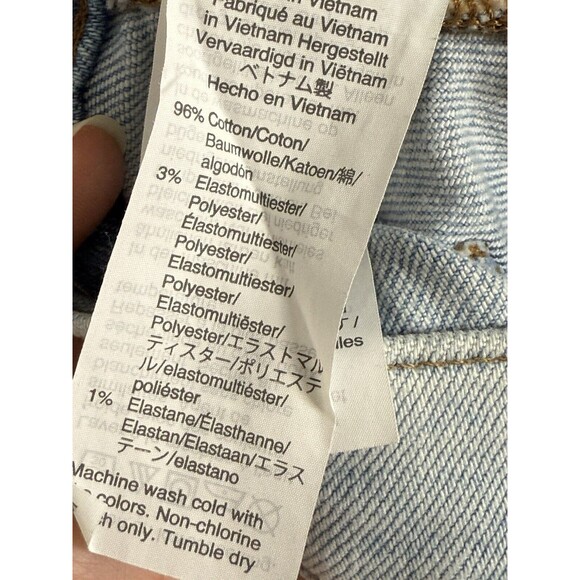 in Vietnam
Fabriqué au Vietnam
in Vietnam Hergestellt
Vervaardigd in Viëtnam
ベトナム製
Hecho en Vietnam
96% Cotton/Coton/
Baumwolle/Katoen/綿/
algodón
3% Elastomultiester/
Polyester/
Élastomultiester/
Polyester/
Elastomultiester/
Polyester/
Elastomultiëster/
Polyester/エラストマル
ティスター/ポリエステ
ル/elastomultiéster/
poliéster
1% Elastane/Élasthanne/
Elastan/Elastaan/エラス
テーン/elastano
Machine wash cold with
colors. Non-chlorine
only. Tumble dry